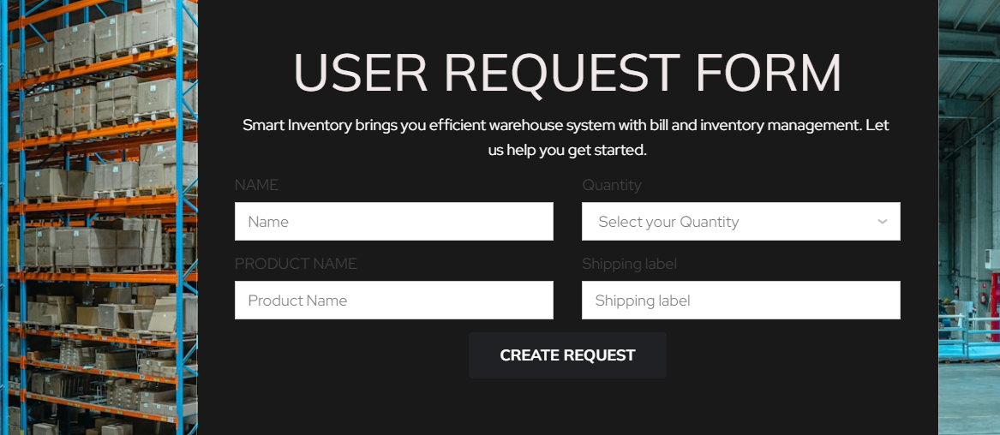 USER REQUEST FORM
Smart Inventory brings you efficient warehouse system with bill and inventory management. Let
us help you get started.
NAME
Quantity
Name
Select your Quantity
PRODUCT NAME
Shipping label
Product Name
Shipping label
CREATE REQUEST